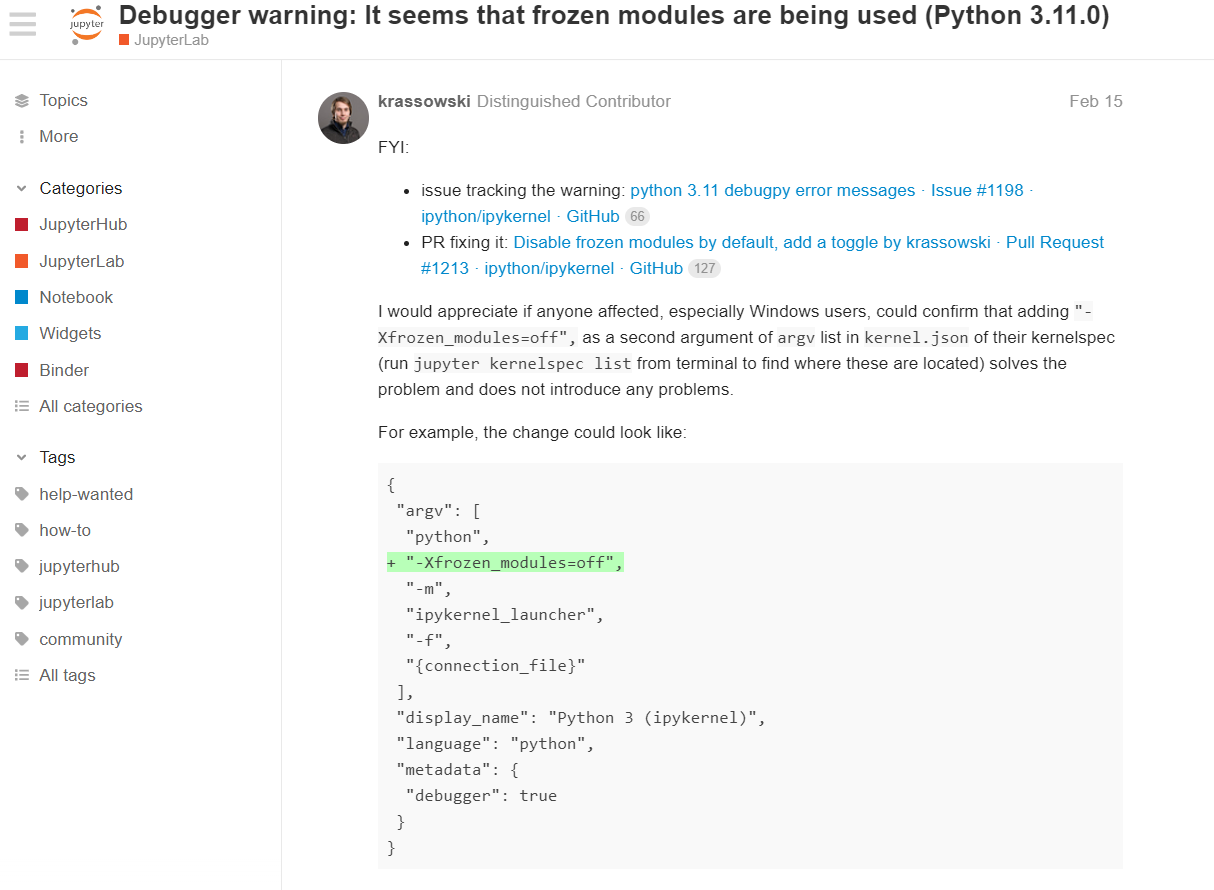 jupyter
Debugger warning: It seems that frozen modules are being used (Python 3.11.0)
JupyterLab
Topics
More
Categories
JupyterHub
JupyterLab
Notebook
Widgets
Binder
All categories
Tags
help-wanted
how-to
jupyterhub
jupyterlab
community
All tags
krassowski Distinguished Contributor Feb 15
FYI:
• issue tracking the warning: python 3.11 debugpy error messages · Issue #1198 ·
ipython/ipykernel · GitHub 66
• PR fixing it: Disable frozen modules by default, add a toggle by krassowski · Pull Request
#1213 · ipython/ipykernel · GitHub 127
I would appreciate if anyone affected, especially Windows users, could confirm that adding "-
Xfrozen_modules=off", as a second argument of argv list in kernel.json of their kernelspec
(run jupyter kernelspec list from terminal to find where these are located) solves the
problem and does not introduce any problems.
For example, the change could look like:
{
"argv": [
"python",
+ "-Xfrozen_modules=off",
"-m",
"ipykernel_launcher",
"-f",
"{connection_file}"
],
"display_name": "Python 3 (ipykernel)",
"language": "python",
"metadata": {
"debugger": true
}
}